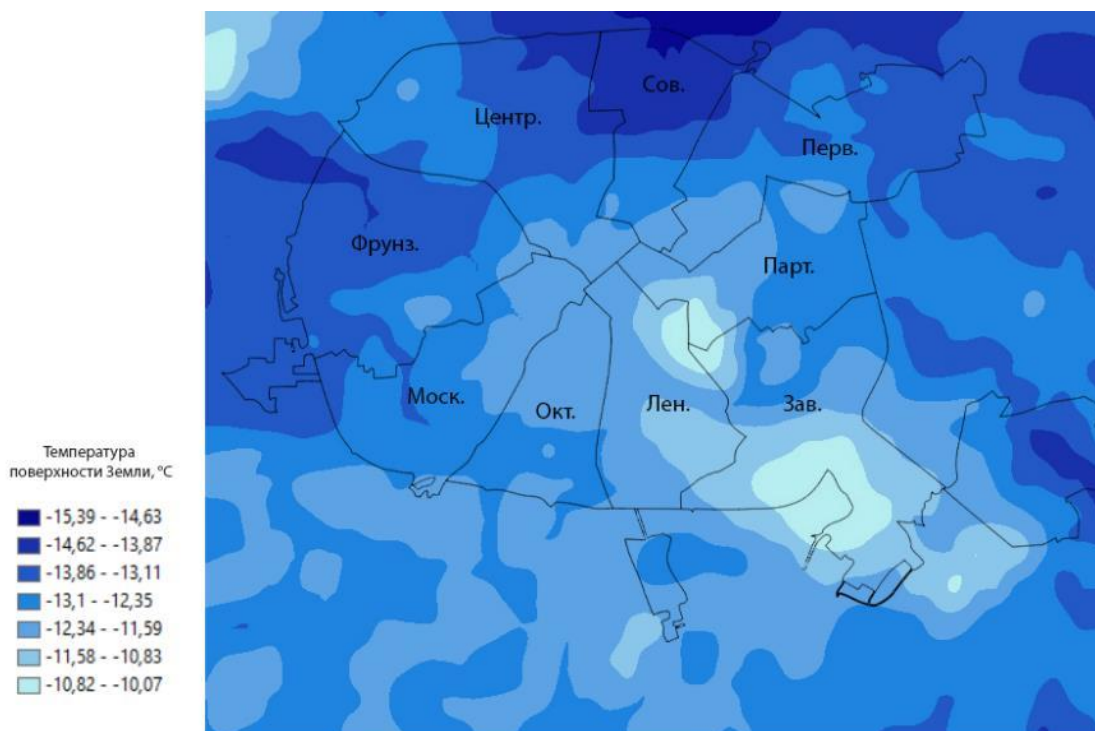 Сов.
Центр.
Перв.
Фрунз.
Парт.
Моск.
Окт.
Лен.
Зав.
Температура
поверхности Земли, °C
-15,39 - -14,63
-14,62 - -13,87
-13,86 - -13,11
-13,1 - -12,35
-12,34 - -11,59
-11,58 - -10,83
-10,82 - -10,07